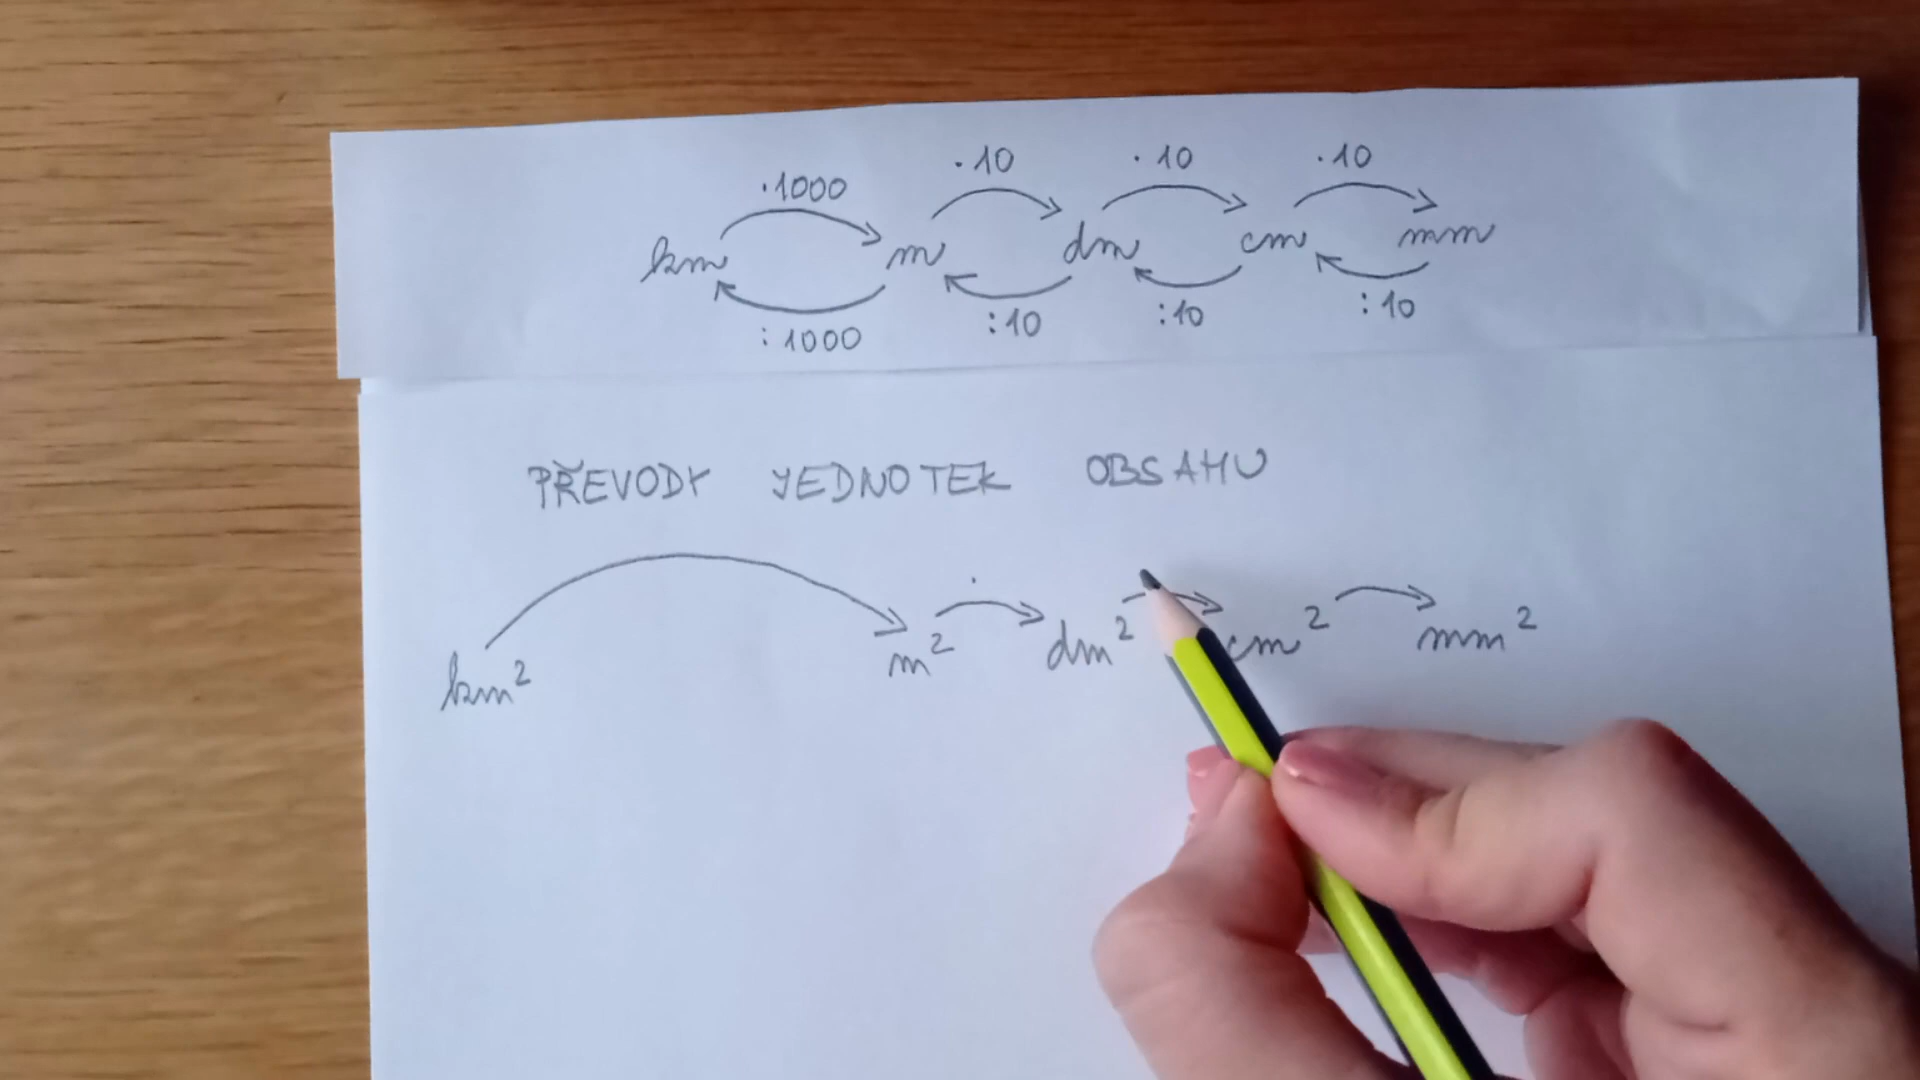 ·1000 ·10 ·10 ·10
km m dm cm mm
:1000 :10 :10 :10
PŘEVODY JEDNOTEK OBSAHU
·
km² m² dm² cm² mm²